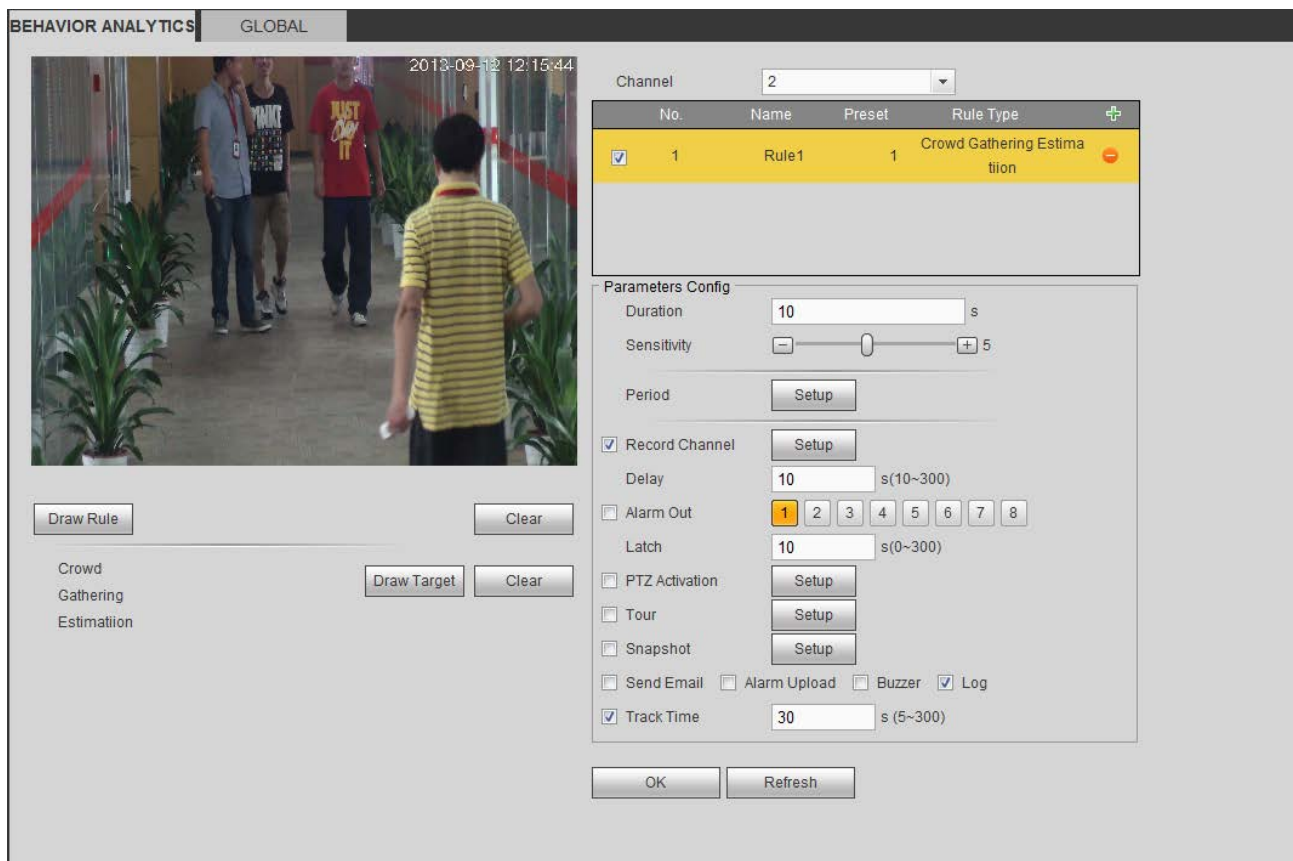 BEHAVIOR ANALYTICS GLOBAL
2013-09-12 12:15:44
JUST
IT
Draw Rule Clear
Crowd
Gathering
Estimatiion
Draw Target Clear
Channel 2
No. Name Preset Rule Type
1 Rule1 1 Crowd Gathering Estima
tiion
Parameters Config
Duration 10 s
Sensitivity 5
Period Setup
Record Channel Setup
Delay 10 s(10~300)
Alarm Out 1 2 3 4 5 6 7 8
Latch 10 s(0~300)
PTZ Activation Setup
Tour Setup
Snapshot Setup
Send Email Alarm Upload Buzzer Log
Track Time 30 s (5~300)
OK Refresh